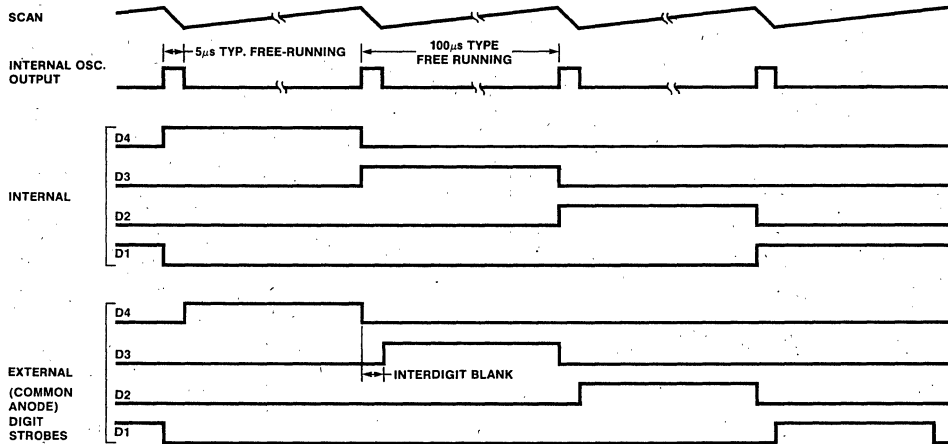 SCAN
5μs TYP. FREE-RUNNING
100μs TYPE
FREE RUNNING
INTERNAL OSC.
OUTPUT
D4
D3
INTERNAL
D2
D1
D4
D3
EXTERNAL
INTERDIGIT BLANK
(COMMON
ANODE)
D2
DIGIT
STROBES
D1